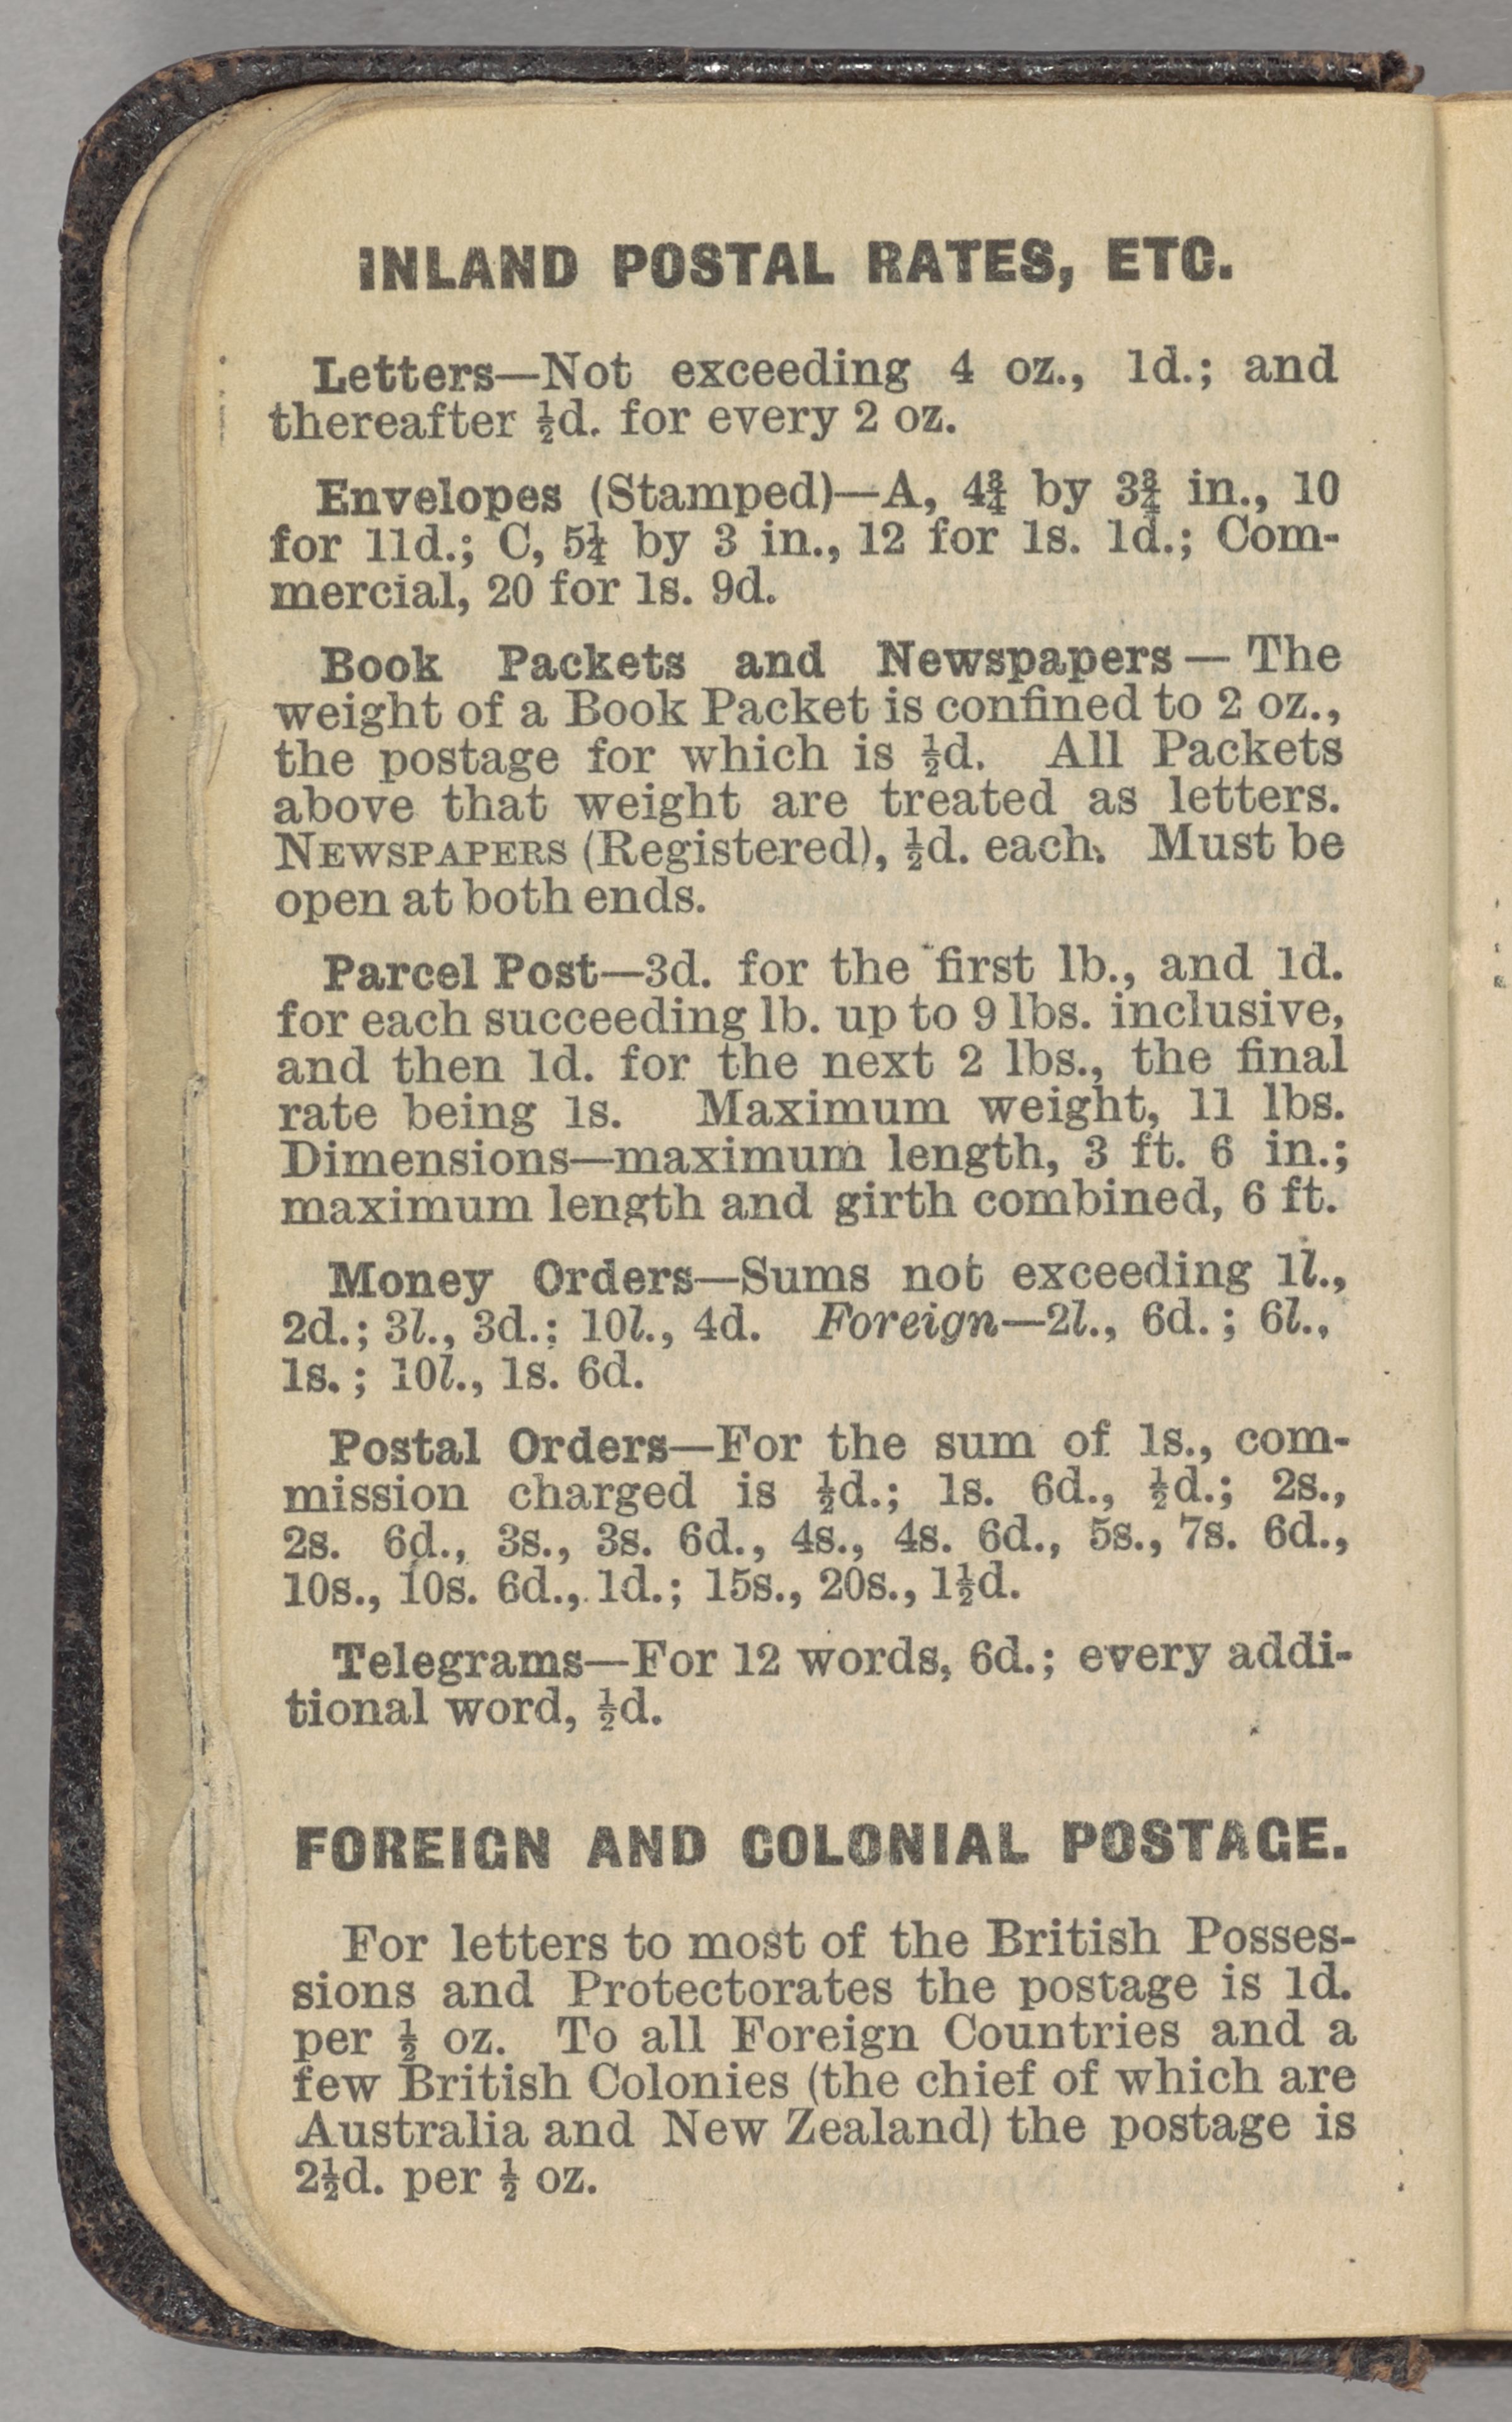 INLAND POSTAL RATES, ETC.
Letters—Not exceeding 4 oz., 1d.; and
thereafter ½d. for every 2 oz.
Envelopes (Stamped)—A, 4¾ by 3¾ in., 10
for 11d.; C, 5¼ by 3 in., 12 for 1s. 1d.; Com-
mercial, 20 for 1s. 9d.
Book Packets and Newspapers — The
weight of a Book Packet is confined to 2 oz.,
the postage for which is ½d. All Packets
above that weight are treated as letters.
NEWSPAPERS (Registered), ½d. each. Must be
open at both ends.
Parcel Post—3d. for the first lb., and 1d.
for each succeeding lb. up to 9 lbs. inclusive,
and then 1d. for the next 2 lbs., the final
rate being 1s. Maximum weight, 11 lbs.
Dimensions—maximum length, 3 ft. 6 in.;
maximum length and girth combined, 6 ft.
Money Orders—Sums not exceeding 1l.,
2d.; 3l., 3d.; 10l., 4d. Foreign—2l., 6d.; 6l.,
1s.; 10l., 1s. 6d.
Postal Orders—For the sum of 1s., com-
mission charged is ½d.; 1s. 6d., ½d.; 2s.,
2s. 6d., 3s., 3s. 6d., 4s., 4s. 6d., 5s., 7s. 6d.,
10s., 10s. 6d., 1d.; 15s., 20s., 1½d.
Telegrams—For 12 words, 6d.; every addi-
tional word, ½d.
FOREIGN AND COLONIAL POSTAGE.
For letters to most of the British Posses-
sions and Protectorates the postage is 1d.
per ½ oz. To all Foreign Countries and a
few British Colonies (the chief of which are
Australia and New Zealand) the postage is
2½d. per ½ oz.